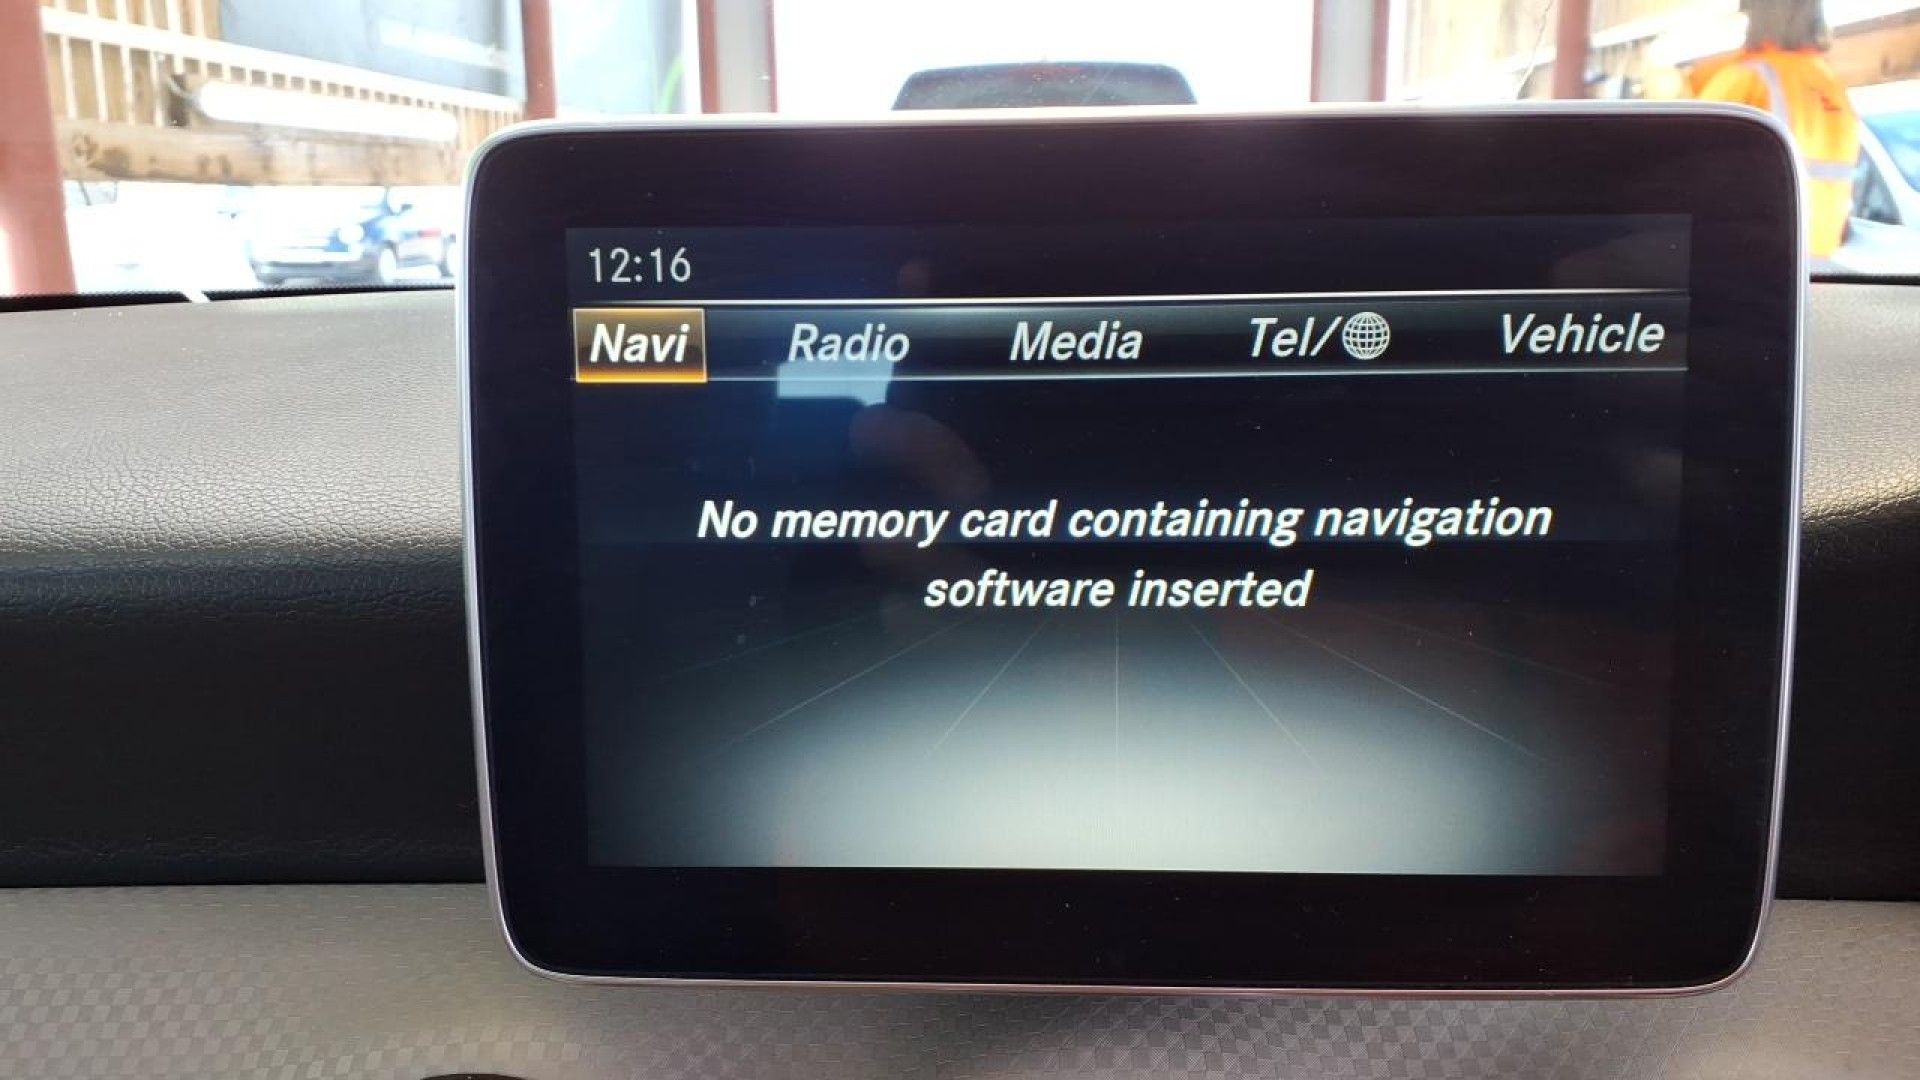 12:16
Navi Radio Media Tel/ Vehicle
No memory card containing navigation
software inserted